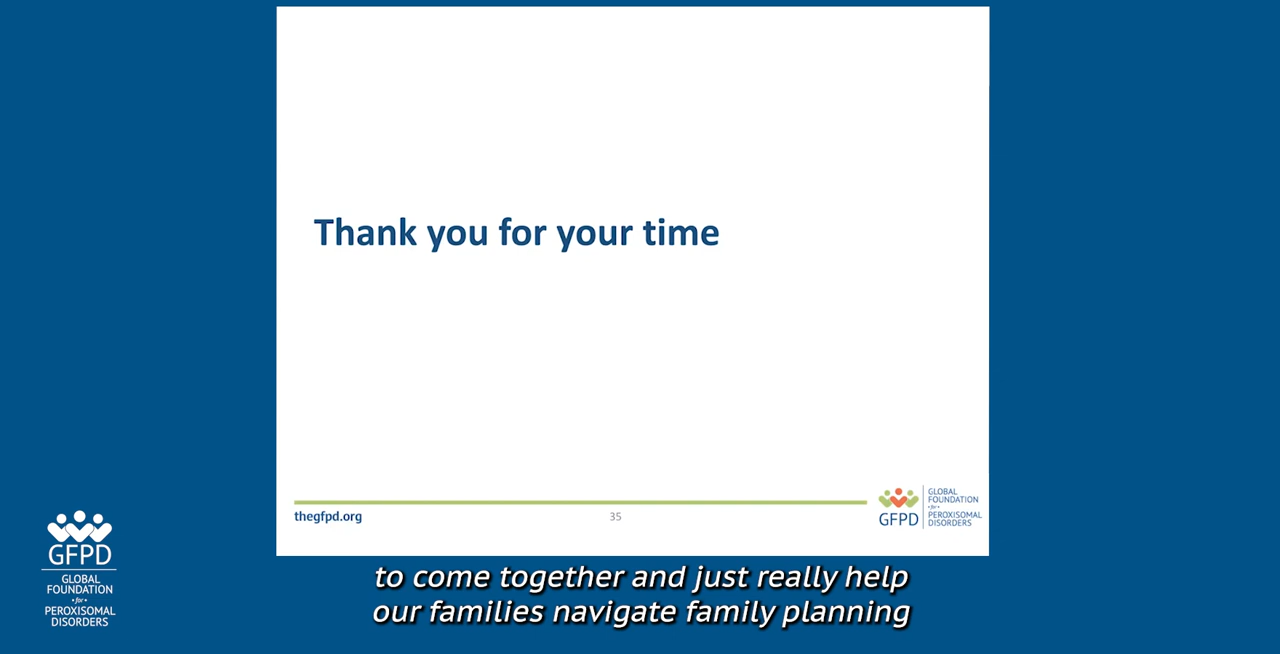 Thank you for your time
thegfpd.org
35
GFPD
GLOBAL
FOUNDATION
·for·
PEROXISOMAL
DISORDERS
GFPD
GLOBAL
FOUNDATION
·for·
PEROXISOMAL
DISORDERS
to come together and just really help
our families navigate family planning